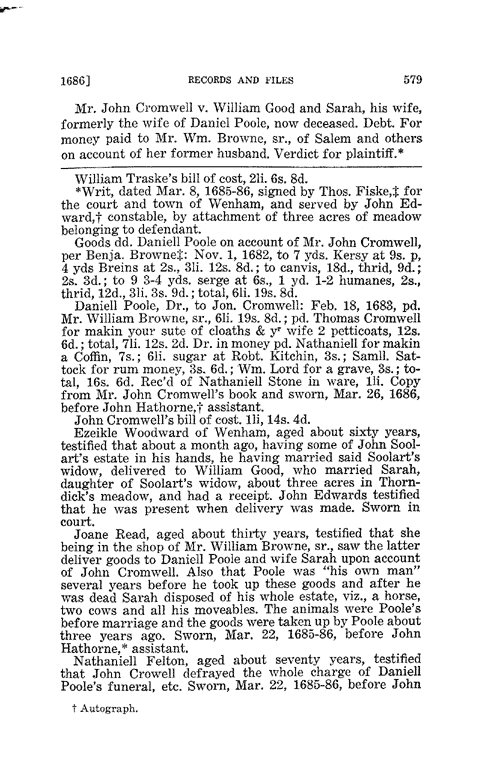 1686] RECORDS AND FILES 579
Mr. John Cromwell v. William Good and Sarah, his wife,
formerly the wife of Daniel Poole, now deceased. Debt. For
money paid to Mr. Wm. Browne, sr., of Salem and others
on account of her former husband. Verdict for plaintiff.*
William Traske's bill of cost, 2li. 6s. 8d.
*Writ, dated Mar. 8, 1685-86, signed by Thos. Fiske,‡ for
the court and town of Wenham, and served by John Ed-
ward,† constable, by attachment of three acres of meadow
belonging to defendant.
Goods dd. Daniell Poole on account of Mr. John Cromwell,
per Benja. Browne‡: Nov. 1, 1682, to 7 yds. Kersy at 9s. p,
4 yds Breins at 2s., 3li. 12s. 8d.; to canvis, 18d., thrid, 9d.;
2s. 3d.; to 9 3-4 yds. serge at 6s., 1 yd. 1-2 humanes, 2s.,
thrid, 12d., 3li. 3s. 9d.; total, 6li. 19s. 8d.
Daniell Poole, Dr., to Jon. Cromwell: Feb. 18, 1683, pd.
Mr. William Browne, sr., 6li. 19s. 8d.; pd. Thomas Cromwell
for makin your sute of cloaths & yr wife 2 petticoats, 12s.
6d.; total, 7li. 12s. 2d. Dr. in money pd. Nathaniell for makin
a Coffin, 7s.; 6li. sugar at Robt. Kitchin, 3s.; Samll. Sat-
tock for rum money, 3s. 6d.; Wm. Lord for a grave, 3s.; to-
tal, 16s. 6d. Rec'd of Nathaniell Stone in ware, 1li. Copy
from Mr. John Cromwell's book and sworn, Mar. 26, 1686,
before John Hathorne,† assistant.
John Cromwell's bill of cost. 1li, 14s. 4d.
Ezeikle Woodward of Wenham, aged about sixty years,
testified that about a month ago, having some of John Sool-
art's estate in his hands, he having married said Soolart's
widow, delivered to William Good, who married Sarah,
daughter of Soolart's widow, about three acres in Thorn-
dick's meadow, and had a receipt. John Edwards testified
that he was present when delivery was made. Sworn in
court.
Joane Read, aged about thirty years, testified that she
being in the shop of Mr. William Browne, sr., saw the latter
deliver goods to Daniell Poole and wife Sarah upon account
of John Cromwell. Also that Poole was "his own man"
several years before he took up these goods and after he
was dead Sarah disposed of his whole estate, viz., a horse,
two cows and all his moveables. The animals were Poole's
before marriage and the goods were taken up by Poole about
three years ago. Sworn, Mar. 22, 1685-86, before John
Hathorne,* assistant.
Nathaniell Felton, aged about seventy years, testified
that John Crowell defrayed the whole charge of Daniell
Poole's funeral, etc. Sworn, Mar. 22, 1685-86, before John
† Autograph.